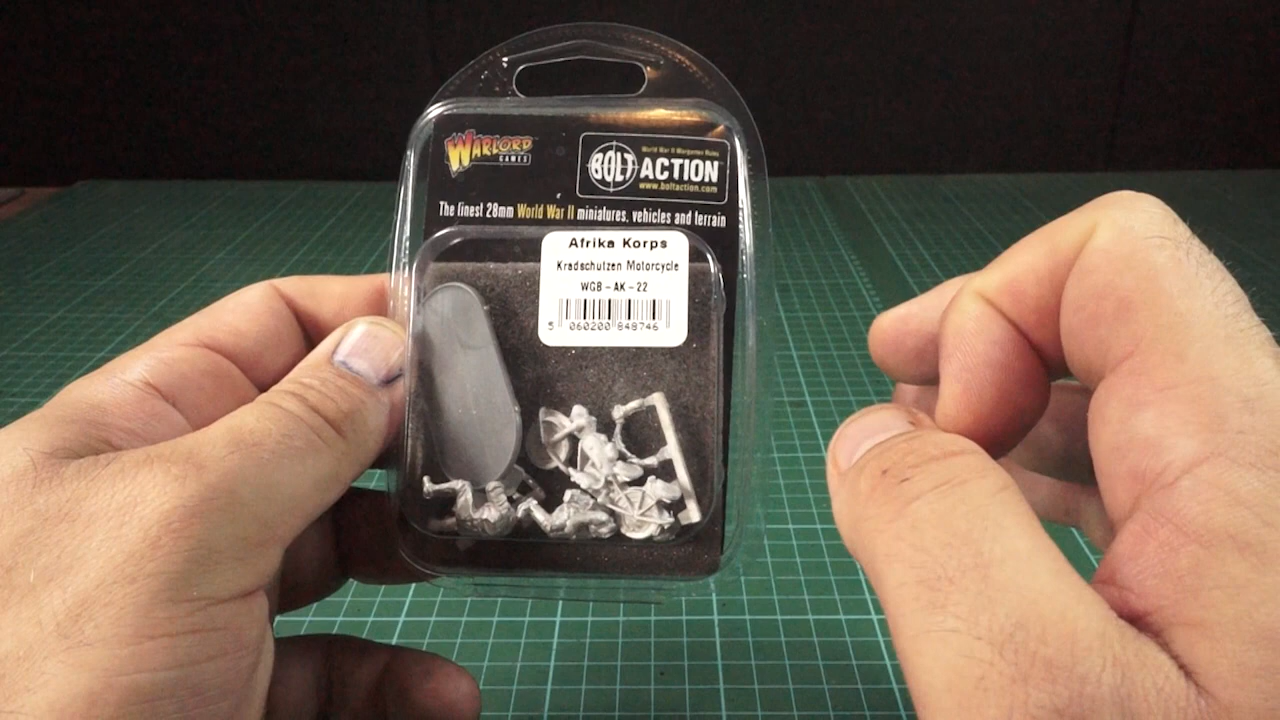 WARLORD
GAMES
World War II Wargames Rules
BOLT ACTION
www.boltaction.com
The finest 28mm World War II miniatures, vehicles and terrain
Afrika Korps
Kradschutzen Motorcycle
WGB-AK-22
5 060200 848746